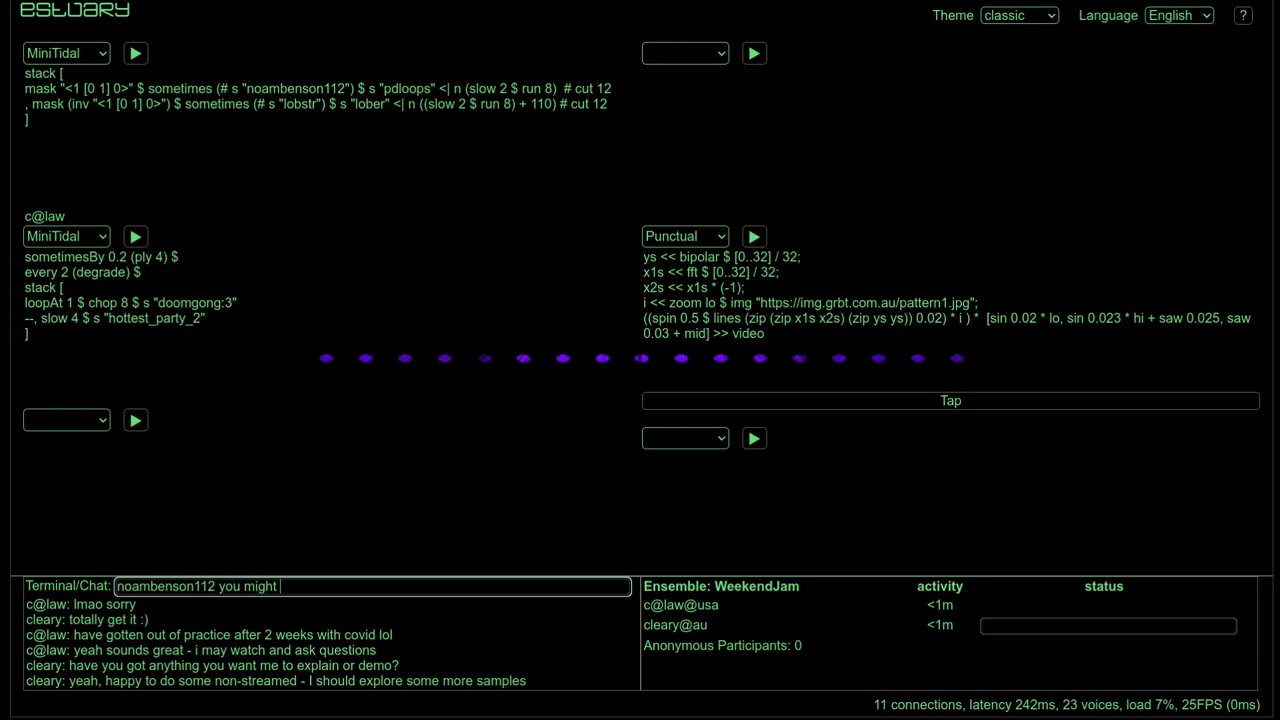 estuary
Theme classic Language English ?
MiniTidal
stack [
mask "<1 [0 1] 0>" $ sometimes (# s "noambenson112") $ s "pdloops" <| n (slow 2 $ run 8)  # cut 12
, mask (inv "<1 [0 1] 0>") $ sometimes (# s "lobstr") $ s "lober" <| n ((slow 2 $ run 8) + 110) # cut 12
]
c@law
MiniTidal
sometimesBy 0.2 (ply 4) $
every 2 (degrade) $
stack [
loopAt 1 $ chop 8 $ s "doomgong:3"
--, slow 4 $ s "hottest_party_2"
]
Punctual
ys << bipolar $ [0..32] / 32;
x1s << fft $ [0..32] / 32;
x2s << x1s * (-1);
i << zoom lo $ img "https://img.grbt.com.au/pattern1.jpg";
((spin 0.5 $ lines (zip (zip x1s x2s) (zip ys ys)) 0.02) * i ) *  [sin 0.02 * lo, sin 0.023 * hi + saw 0.025, saw
0.03 + mid] >> video
Tap
Terminal/Chat: noambenson112 you might
c@law: lmao sorry
cleary: totally get it :)
c@law: have gotten out of practice after 2 weeks with covid lol
c@law: yeah sounds great - i may watch and ask questions
cleary: have you got anything you want me to explain or demo?
cleary: yeah, happy to do some non-streamed - I should explore some more samples
Ensemble: WeekendJam activity status
c@law@usa <1m
cleary@au <1m
Anonymous Participants: 0
11 connections, latency 242ms, 23 voices, load 7%, 25FPS (0ms)